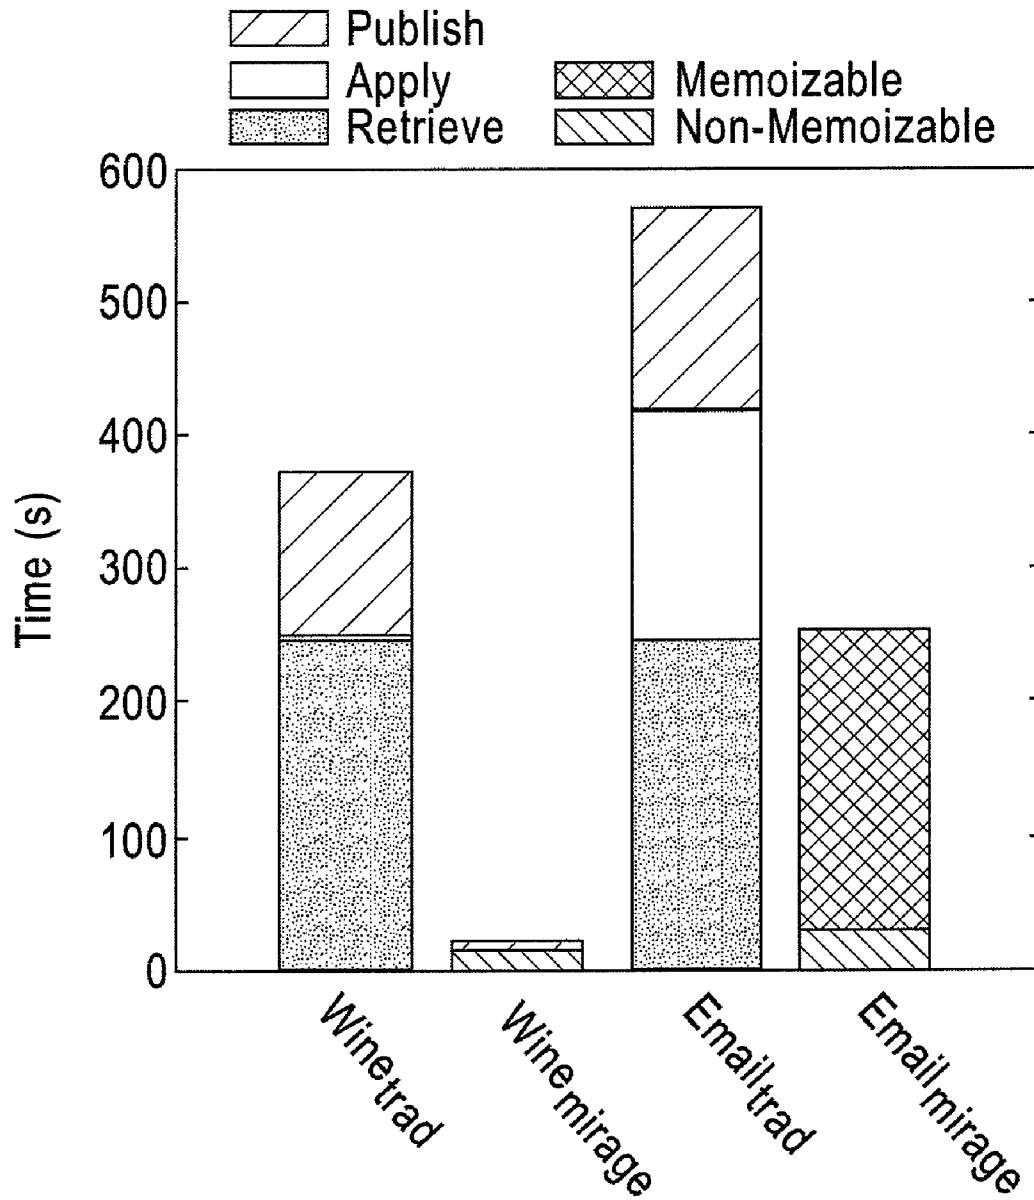 Publish
Apply
Retrieve
Memoizable
Non-Memoizable
600
500
400
300
200
100
0
Time (s)
Wine trad
Wine mirage
Email trad
Email mirage